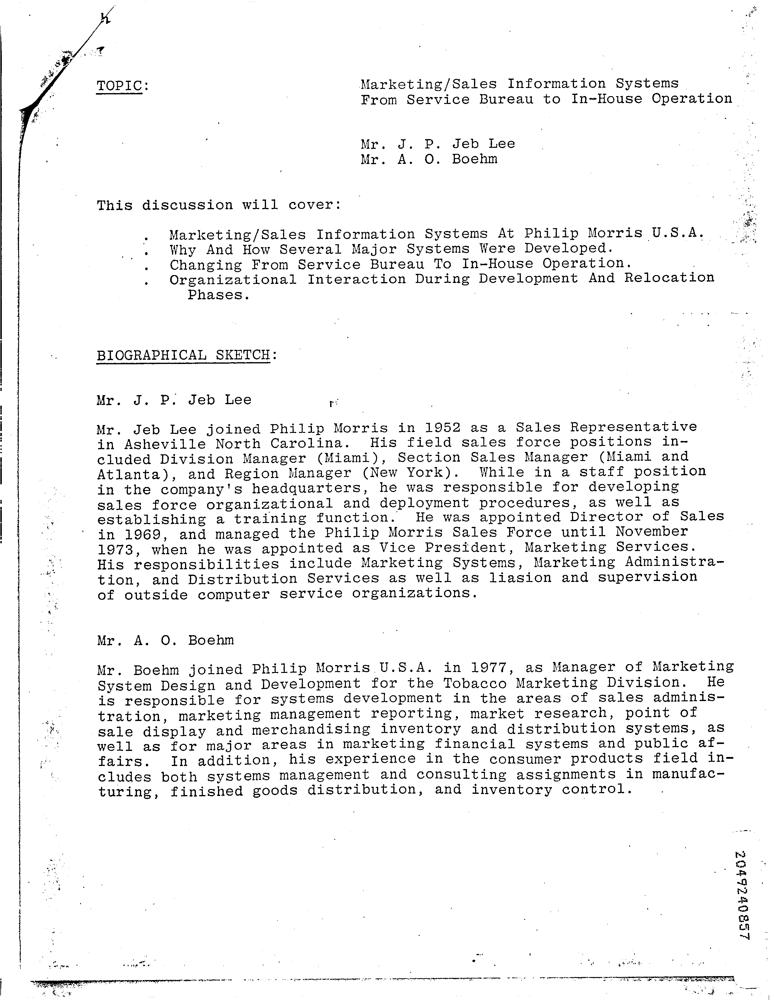 TOPIC: Marketing/Sales Information Systems
From Service Bureau to In-House Operation
Mr. J. P. Jeb Lee
Mr. A. O. Boehm
This discussion will cover:
. Marketing/Sales Information Systems At Philip Morris U.S.A.
. Why And How Several Major Systems Were Developed.
. Changing From Service Bureau To In-House Operation.
. Organizational Interaction During Development And Relocation
Phases.
BIOGRAPHICAL SKETCH:
Mr. J. P. Jeb Lee
Mr. Jeb Lee joined Philip Morris in 1952 as a Sales Representative
in Asheville North Carolina. His field sales force positions in-
cluded Division Manager (Miami), Section Sales Manager (Miami and
Atlanta), and Region Manager (New York). While in a staff position
in the company's headquarters, he was responsible for developing
sales force organizational and deployment procedures, as well as
establishing a training function. He was appointed Director of Sales
in 1969, and managed the Philip Morris Sales Force until November
1973, when he was appointed as Vice President, Marketing Services.
His responsibilities include Marketing Systems, Marketing Administra-
tion, and Distribution Services as well as liasion and supervision
of outside computer service organizations.
Mr. A. O. Boehm
Mr. Boehm joined Philip Morris U.S.A. in 1977, as Manager of Marketing
System Design and Development for the Tobacco Marketing Division. He
is responsible for systems development in the areas of sales adminis-
tration, marketing management reporting, market research, point of
sale display and merchandising inventory and distribution systems, as
well as for major areas in marketing financial systems and public af-
fairs. In addition, his experience in the consumer products field in-
cludes both systems management and consulting assignments in manufac-
turing, finished goods distribution, and inventory control.
2049240857